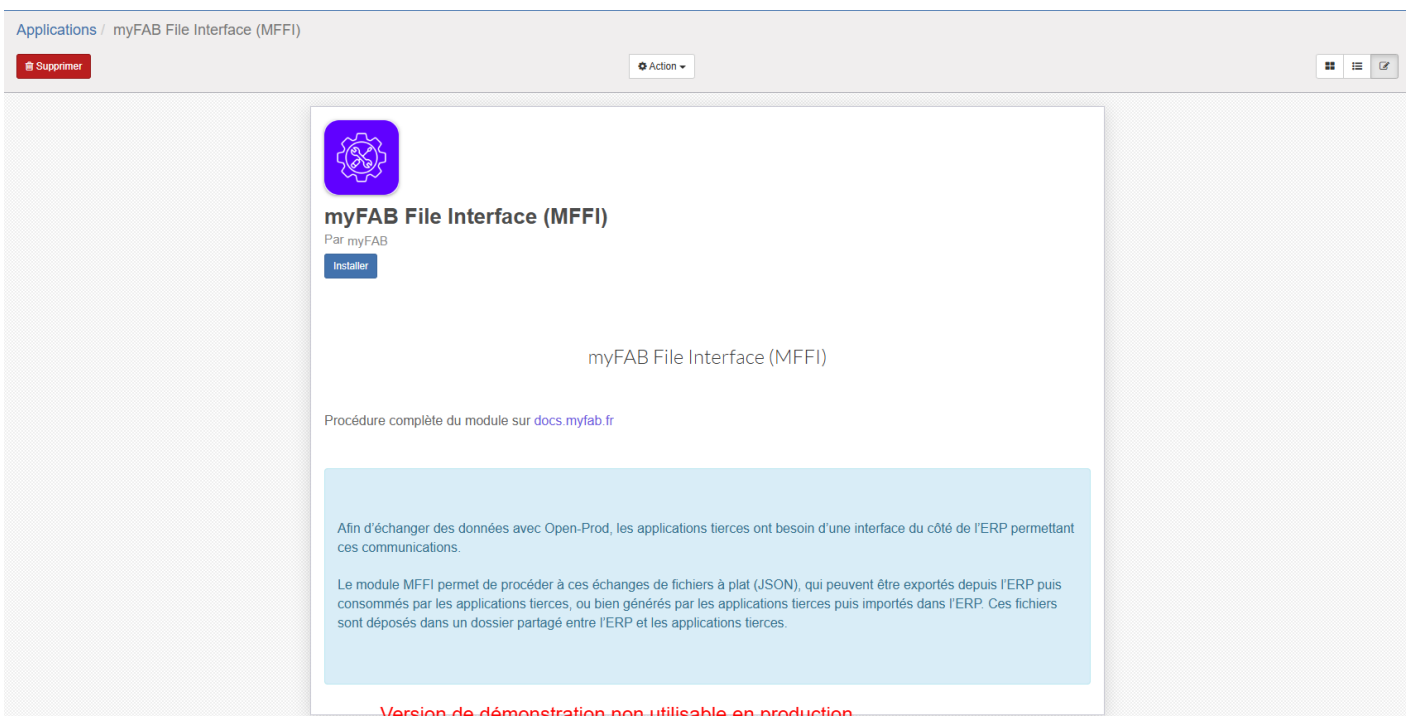 Applications / myFAB File Interface (MFFI)
Supprimer
Action
myFAB File Interface (MFFI)
Par myFAB
Installer
myFAB File Interface (MFFI)
Procédure complète du module sur docs.myfab.fr
Afin d’échanger des données avec Open-Prod, les applications tierces ont besoin d’une interface du côté de l’ERP permettant
ces communications.
Le module MFFI permet de procéder à ces échanges de fichiers à plat (JSON), qui peuvent être exportés depuis l’ERP puis
consommés par les applications tierces, ou bien générés par les applications tierces puis importés dans l’ERP. Ces fichiers
sont déposés dans un dossier partagé entre l’ERP et les applications tierces.
Version de démonstration non utilisable en production